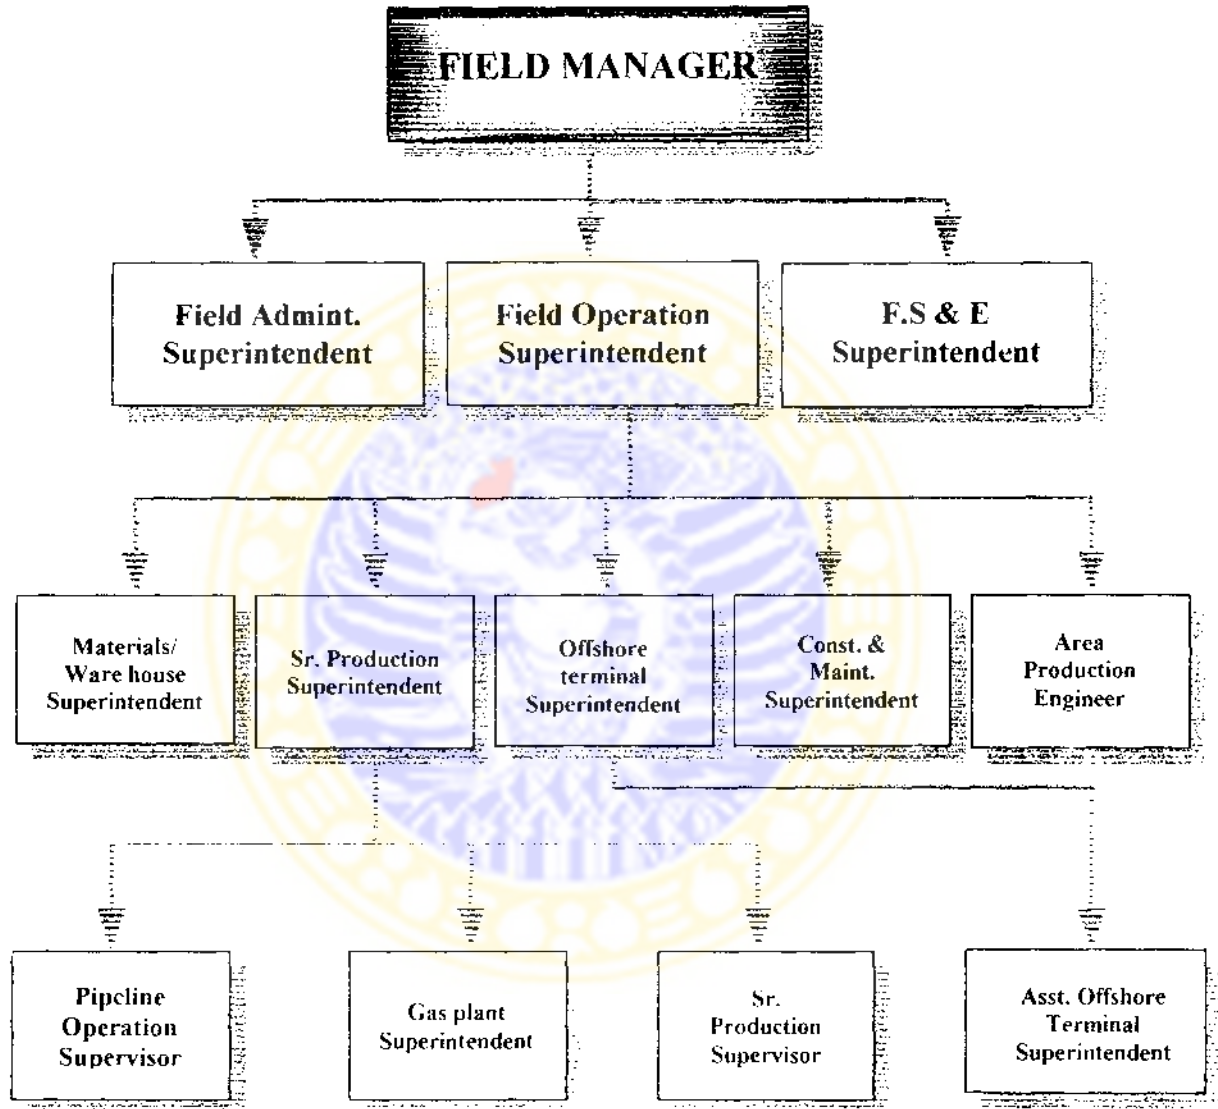 FIELD MANAGER
Field Admint.
Superintendent
Field Operation
Superintendent
F.S & E
Superintendent
Materials/
Ware house
Superintendent
Sr. Production
Superintendent
Offshore
terminal
Superintendent
Const. &
Maint.
Superintendent
Area
Production
Engineer
Pipeline
Operation
Supervisor
Gas plant
Superintendent
Sr.
Production
Supervisor
Asst. Offshore
Terminal
Superintendent